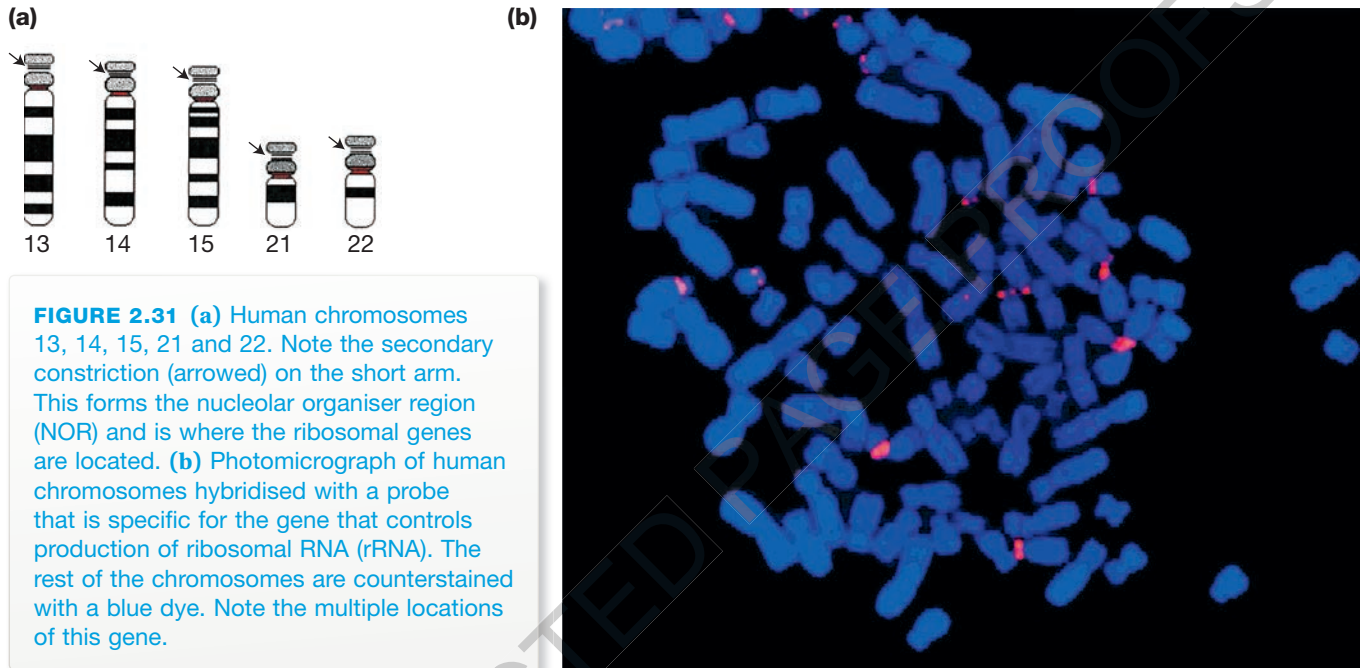 (a)
13 14 15 21 22
FIGURE 2.31 (a) Human chromosomes
13, 14, 15, 21 and 22. Note the secondary
constriction (arrowed) on the short arm.
This forms the nucleolar organiser region
(NOR) and is where the ribosomal genes
are located. (b) Photomicrograph of human
chromosomes hybridised with a probe
that is specific for the gene that controls
production of ribosomal RNA (rRNA). The
rest of the chromosomes are counterstained
with a blue dye. Note the multiple locations
of this gene.
(b)
PAGE PROOFS